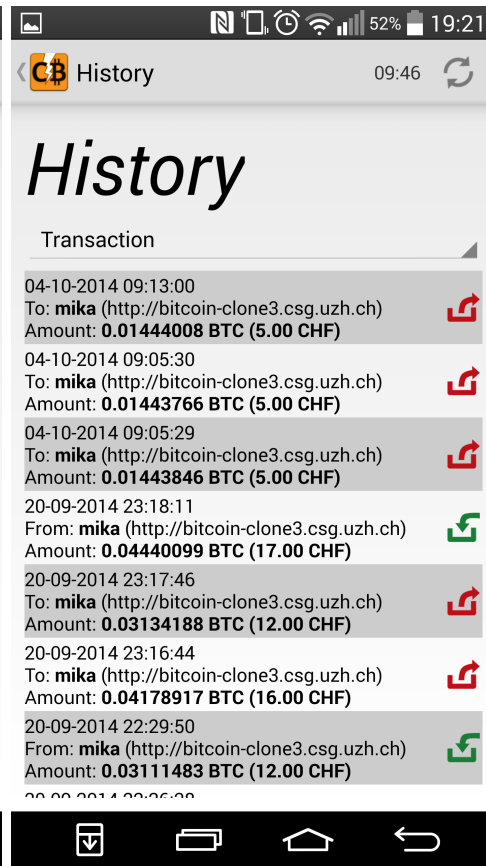 52% 19:21
CB History 09:46
History
Transaction
04-10-2014 09:13:00
To: mika (http://bitcoin-clone3.csg.uzh.ch)
Amount: 0.01444008 BTC (5.00 CHF)
04-10-2014 09:05:30
To: mika (http://bitcoin-clone3.csg.uzh.ch)
Amount: 0.01443766 BTC (5.00 CHF)
04-10-2014 09:05:29
To: mika (http://bitcoin-clone3.csg.uzh.ch)
Amount: 0.01443846 BTC (5.00 CHF)
20-09-2014 23:18:11
From: mika (http://bitcoin-clone3.csg.uzh.ch)
Amount: 0.04440099 BTC (17.00 CHF)
20-09-2014 23:17:46
To: mika (http://bitcoin-clone3.csg.uzh.ch)
Amount: 0.03134188 BTC (12.00 CHF)
20-09-2014 23:16:44
To: mika (http://bitcoin-clone3.csg.uzh.ch)
Amount: 0.04178917 BTC (16.00 CHF)
20-09-2014 22:29:50
From: mika (http://bitcoin-clone3.csg.uzh.ch)
Amount: 0.03111483 BTC (12.00 CHF)